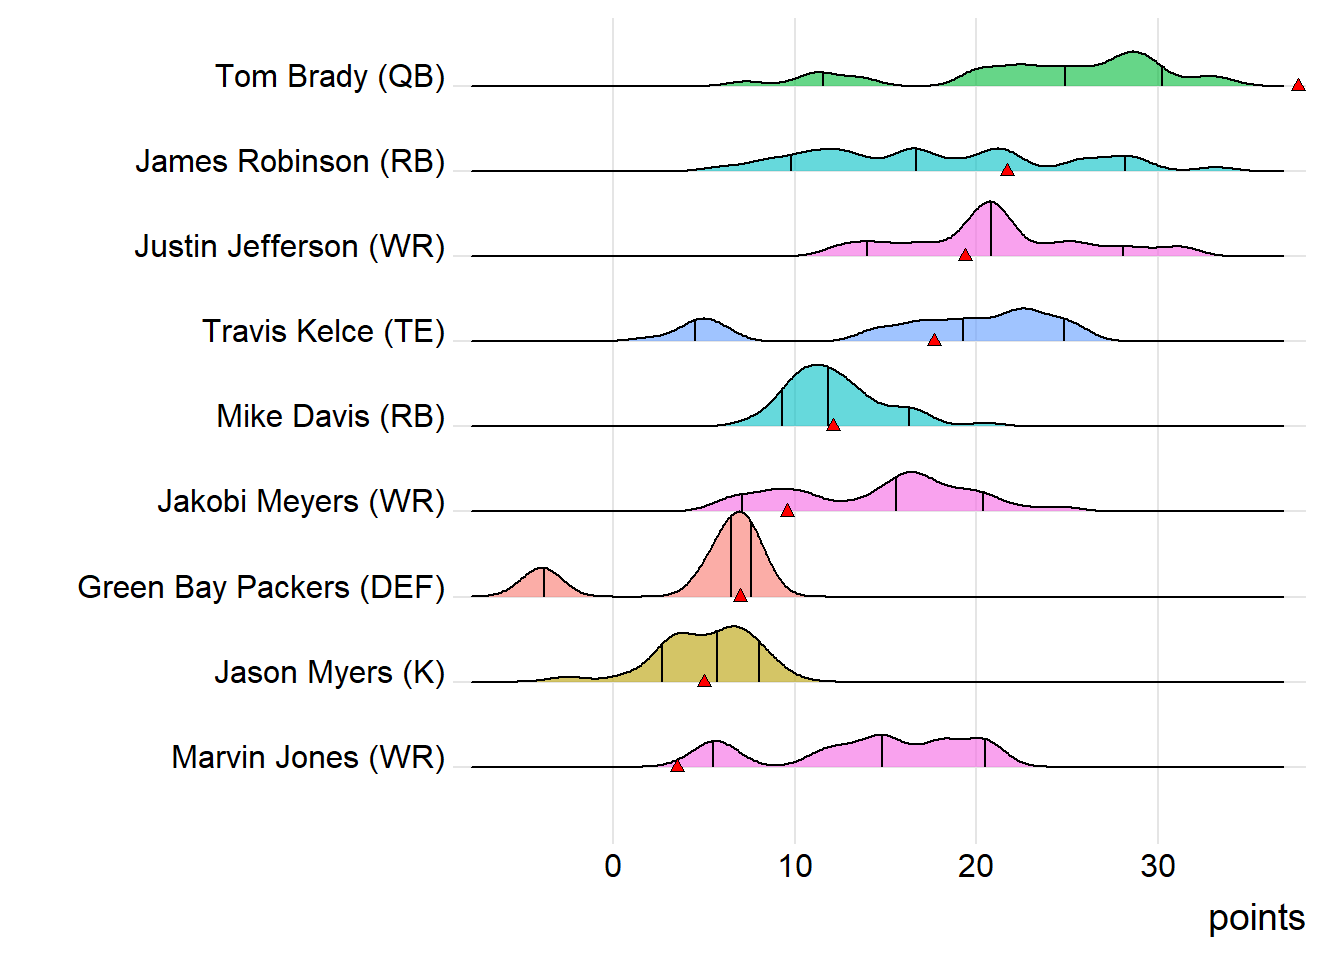 Tom Brady (QB)
James Robinson (RB)
Justin Jefferson (WR)
Travis Kelce (TE)
Mike Davis (RB)
Jakobi Meyers (WR)
Green Bay Packers (DEF)
Jason Myers (K)
Marvin Jones (WR)
0 10 20 30
points